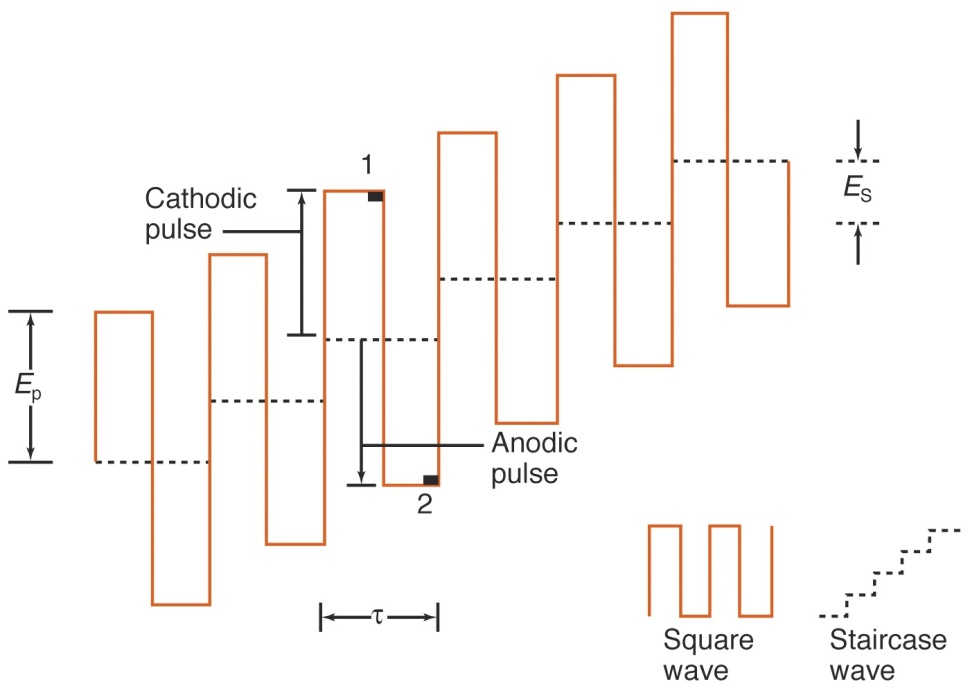 1
Cathodic
pulse
E_S
E_p
Anodic
pulse
2
τ
Square
wave
Staircase
wave